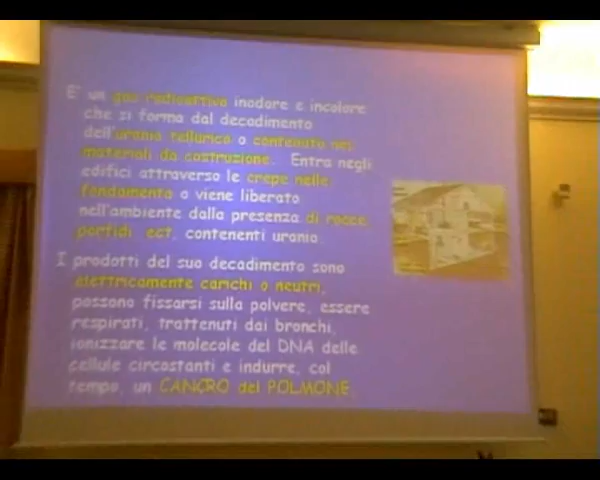 E' un gas radioattivo inodore e incolore
che si forma dal decadimento
dell'uranio tellurico o contenuto nei
materiali da costruzione. Entra negli
edifici attraverso le crepe nelle
fondamenta o viene liberato
nell'ambiente dalla presenza di rocce,
porfidi ect, contenenti uranio.
I prodotti del suo decadimento sono
elettricamente carichi o neutri,
possono fissarsi sulla polvere, essere
respirati, trattenuti dai bronchi,
ionizzare le molecole del DNA delle
cellule circostanti e indurre, col
tempo, un CANCRO del POLMONE.